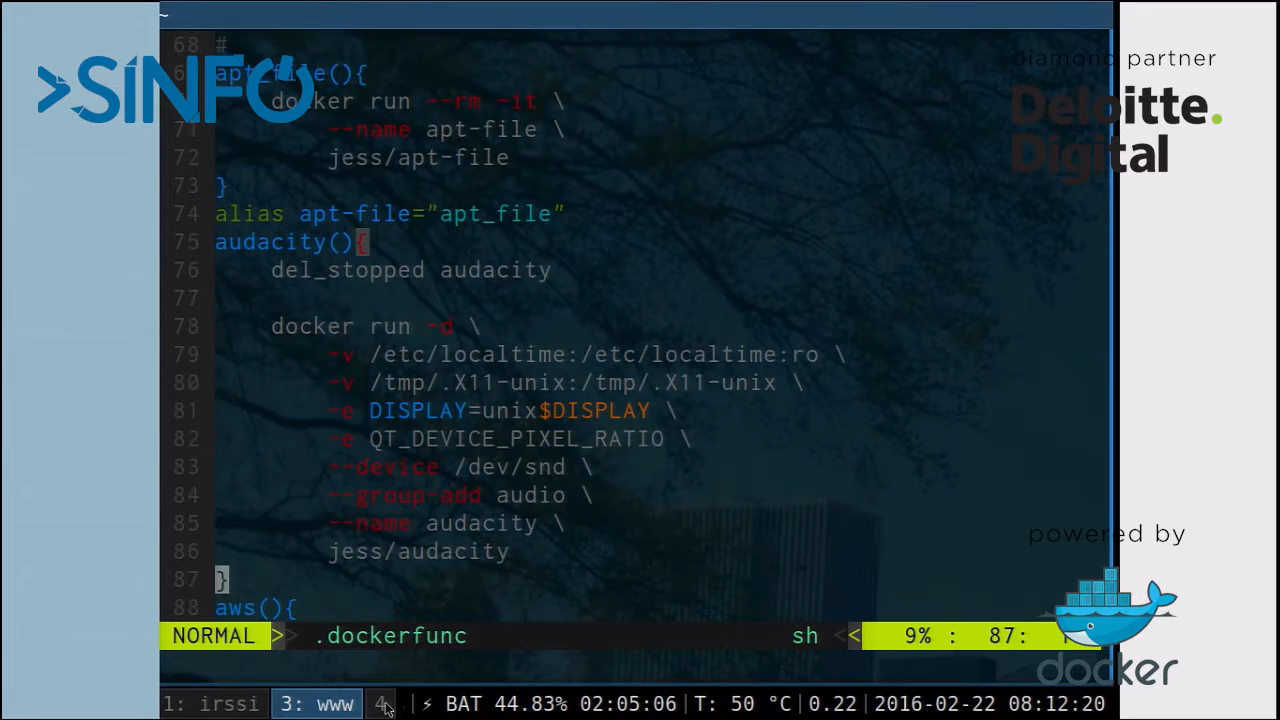 ~
68 #
apt_file(){
docker run --rm -it \
71 --name apt-file \
72 jess/apt-file
73 }
74 alias apt-file="apt_file"
75 audacity(){
76 del_stopped audacity
77
78 docker run -d \
79 -v /etc/localtime:/etc/localtime:ro \
80 -v /tmp/.X11-unix:/tmp/.X11-unix \
81 -e DISPLAY=unix$DISPLAY \
82 -e QT_DEVICE_PIXEL_RATIO \
83 --device /dev/snd \
84 --group-add audio \
85 --name audacity \
86 jess/audacity
87 }
88 aws(){
NORMAL > > .dockerfunc sh < < 9% : 87:
1: irssi 3: www 4 ⚡ BAT 44.83% 02:05:06 T: 50 °C 0.22 2016-02-22 08:12:20
>SINFO
diamond partner
Deloitte.
Digital
powered by
docker